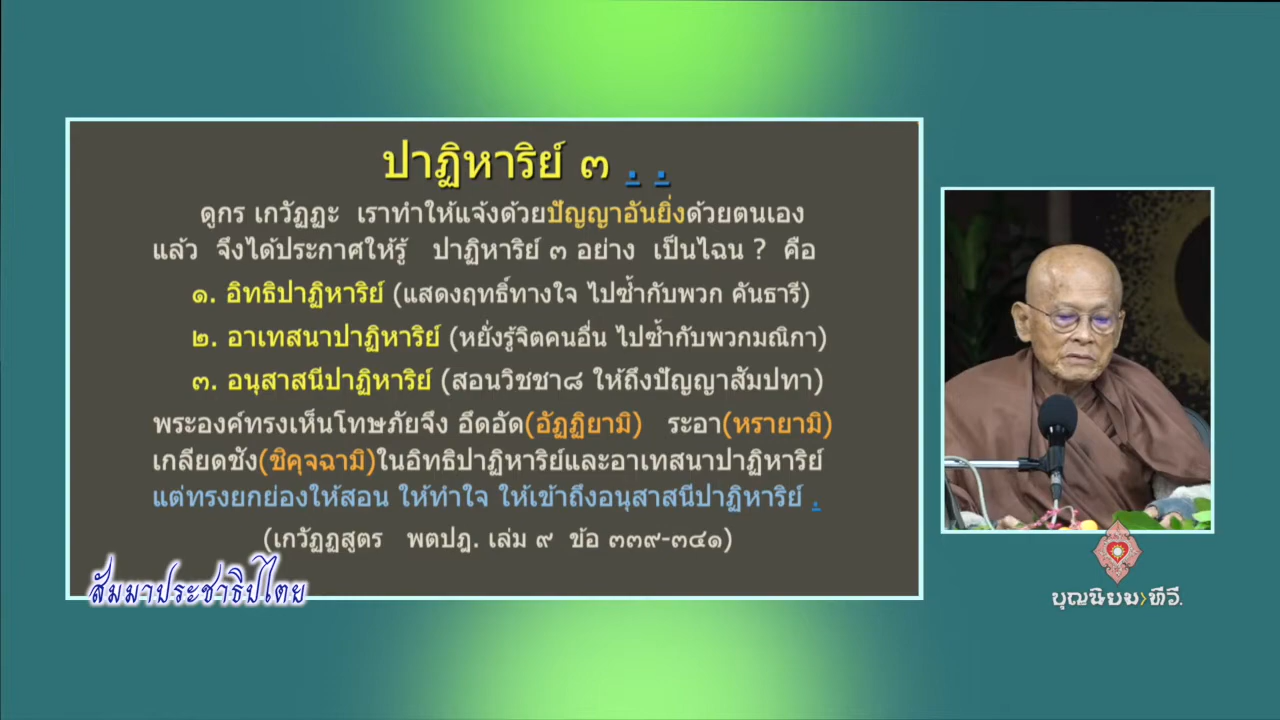 ปาฏิหาริย์ ๓ . .
ดูกร เกวัฏฏะ เราทำให้แจ้งด้วยปัญญาอันยิ่งด้วยตนเอง
แล้ว จึงได้ประกาศให้รู้ ปาฏิหาริย์ ๓ อย่าง เป็นไฉน ? คือ
๑. อิทธิปาฏิหาริย์ (แสดงฤทธิ์ทางใจ ไปซ้ำกับพวก คันธารี)
๒. อาเทสนาปาฏิหาริย์ (หยั่งรู้จิตคนอื่น ไปซ้ำกับพวกมณิกา)
๓. อนุสาสนีปาฏิหาริย์ (สอนวิชชา๘ ให้ถึงปัญญาสัมปทา)
พระองค์ทรงเห็นโทษภัยจึง อึดอัด(อัฏฏิยามิ) ระอา(หรายามิ)
เกลียดชัง(ชิคุจฉามิ)ในอิทธิปาฏิหาริย์และอาเทสนาปาฏิหาริย์
แต่ทรงยกย่องให้สอน ให้ทำใจ ให้เข้าถึงอนุสาสนีปาฏิหาริย์ .
(เกวัฏฏสูตร พตปฎ. เล่ม ๙ ข้อ ๓๓๙-๓๔๑)
สัมมาประชาธิปไตย
บุญนิยม>ทีวี.